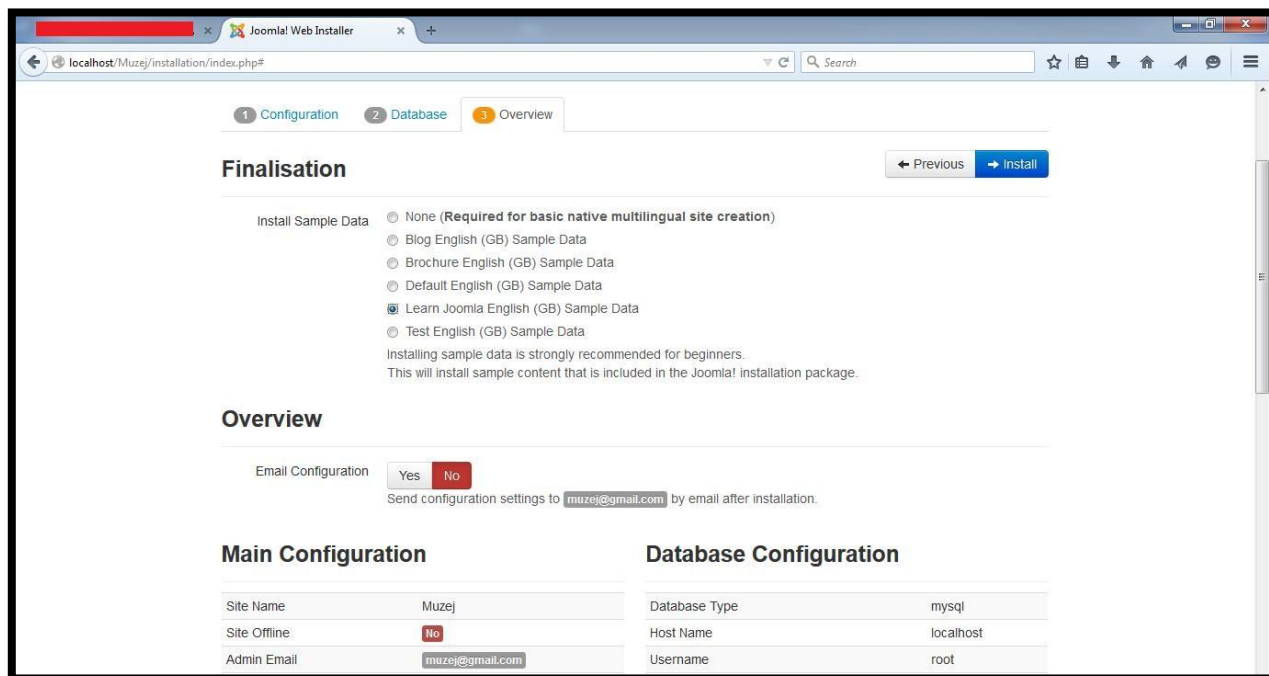 Joomla! Web Installer
localhost/Muzej/installation/index.php#
Search
1 Configuration 2 Database 3 Overview
Finalisation
Previous Install
Install Sample Data
None (Required for basic native multilingual site creation)
Blog English (GB) Sample Data
Brochure English (GB) Sample Data
Default English (GB) Sample Data
Learn Joomla English (GB) Sample Data
Test English (GB) Sample Data
Installing sample data is strongly recommended for beginners.
This will install sample content that is included in the Joomla! installation package.
Overview
Email Configuration Yes No
Send configuration settings to muzej@gmail.com by email after installation.
Main Configuration
Site Name Muzej
Site Offline No
Admin Email muzej@gmail.com
Database Configuration
Database Type mysql
Host Name localhost
Username root